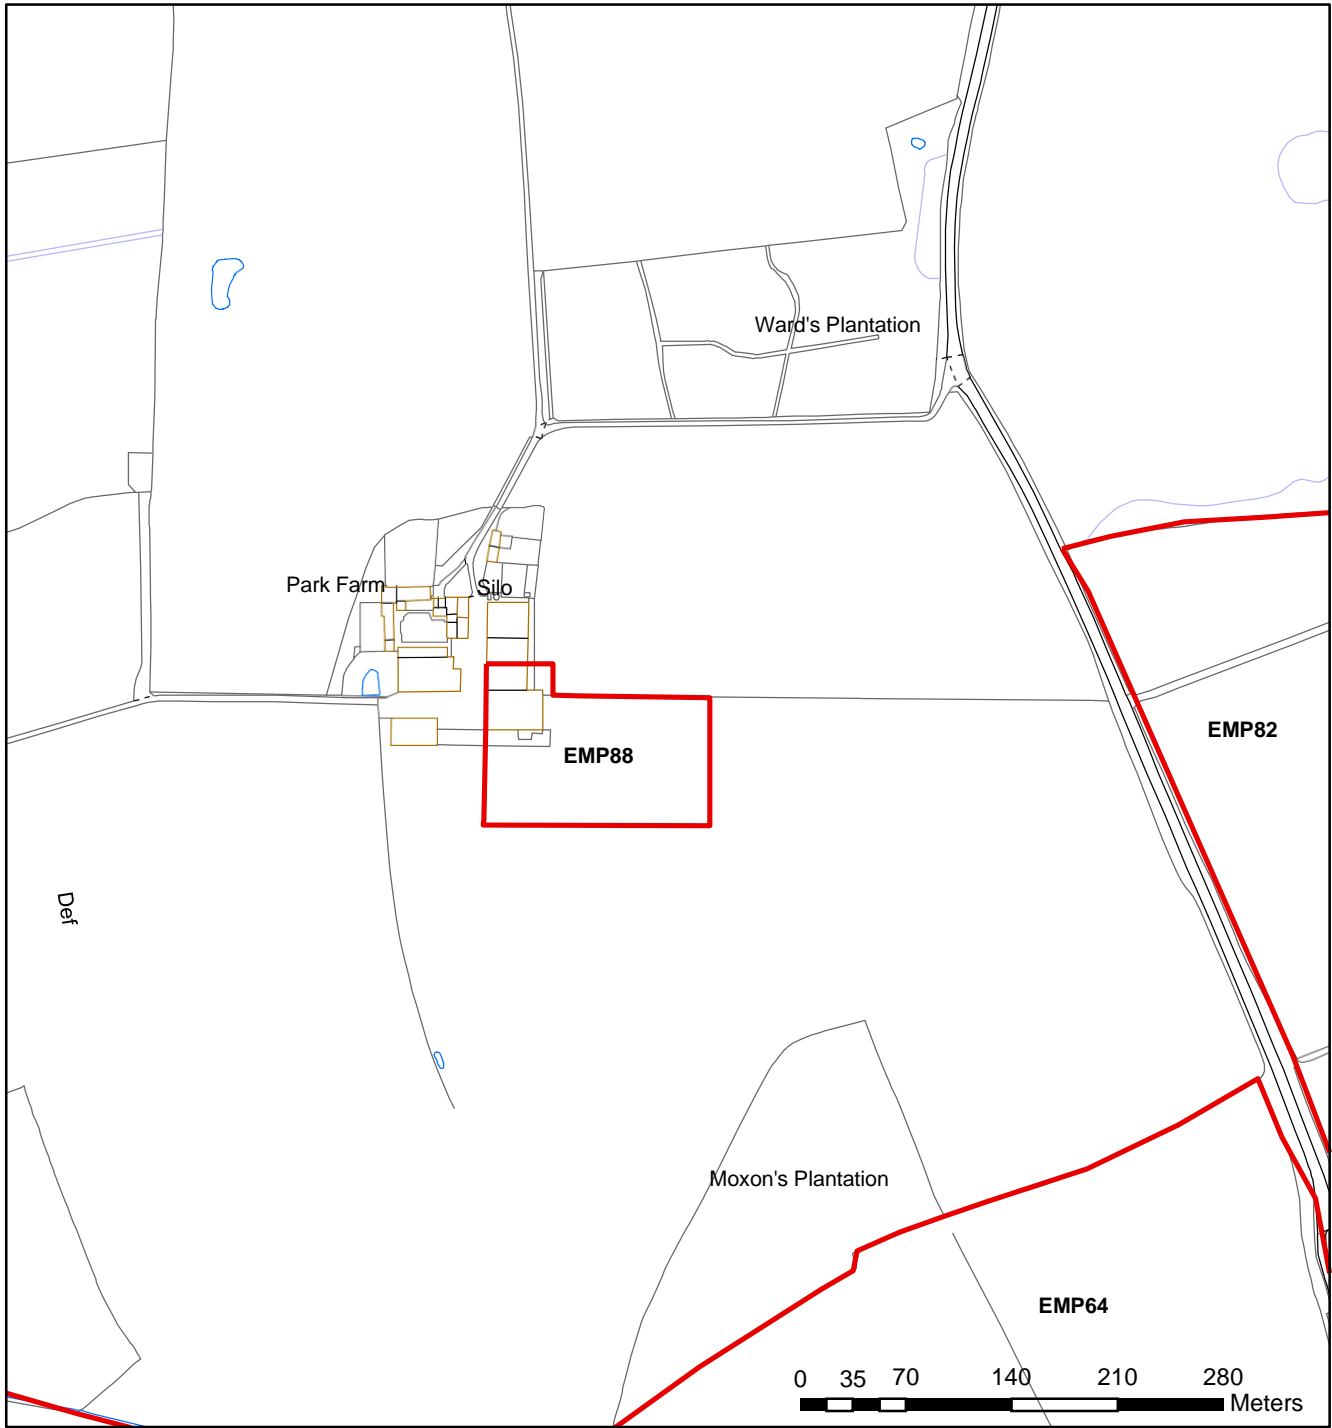 Ward's Plantation
Park Farm
Silo
EMP82
EMP88
Def
Moxon's Plantation
EMP64
0 35 70 140 210 280
Meters